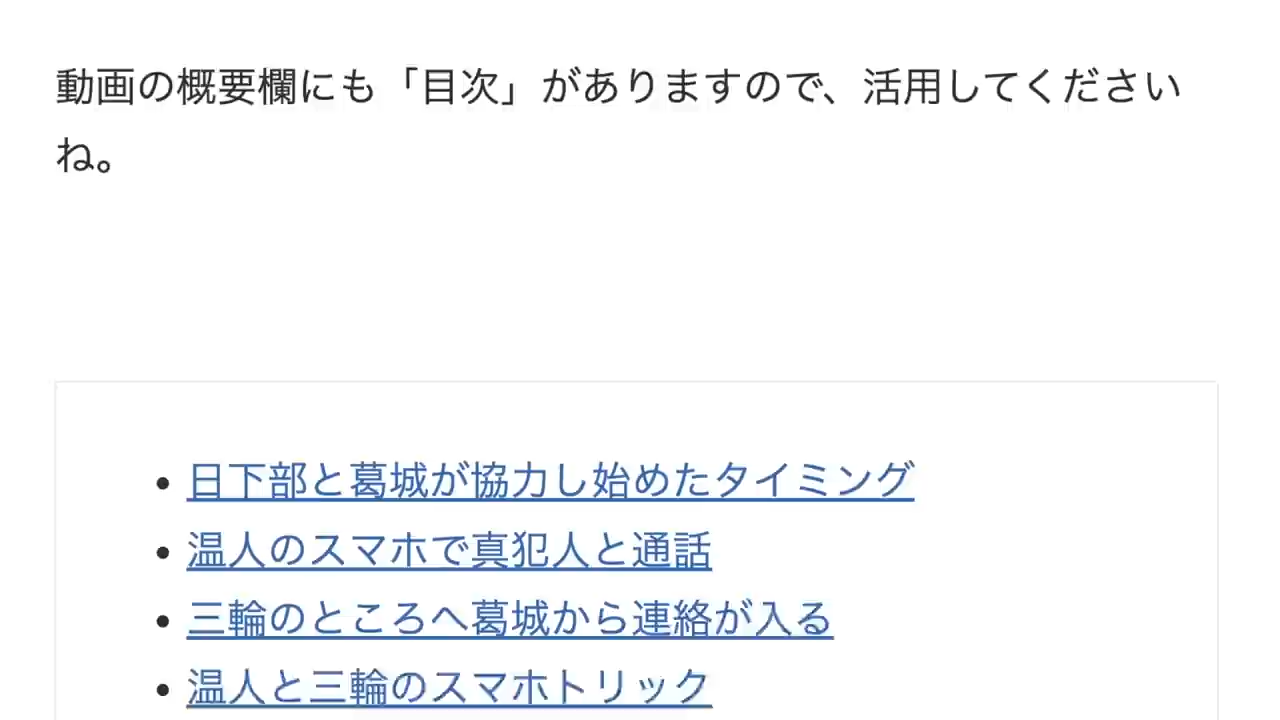 動画の概要欄にも「目次」がありますので、活用してください
ね。
日下部と葛城が協力し始めたタイミング
温人のスマホで真犯人と通話
三輪のところへ葛城から連絡が入る
温人と三輪のスマホトリック